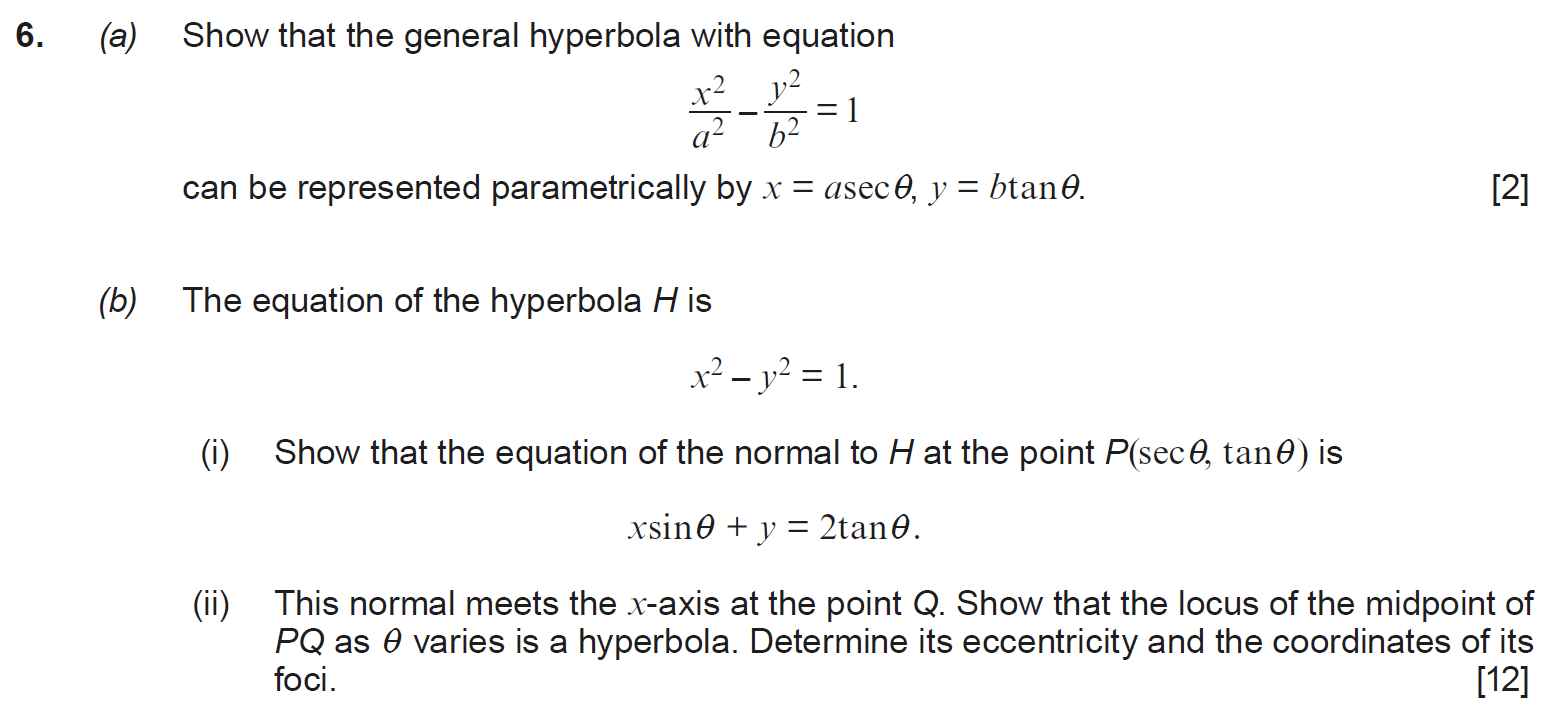 6. (a) Show that the general hyperbola with equation
x²/a² – y²/b² = 1
can be represented parametrically by x = asecθ, y = btanθ. [2]
(b) The equation of the hyperbola H is
x² – y² = 1.
(i) Show that the equation of the normal to H at the point P(secθ, tanθ) is
xsinθ + y = 2tanθ.
(ii) This normal meets the x-axis at the point Q. Show that the locus of the midpoint of
PQ as θ varies is a hyperbola. Determine its eccentricity and the coordinates of its
foci. [12]